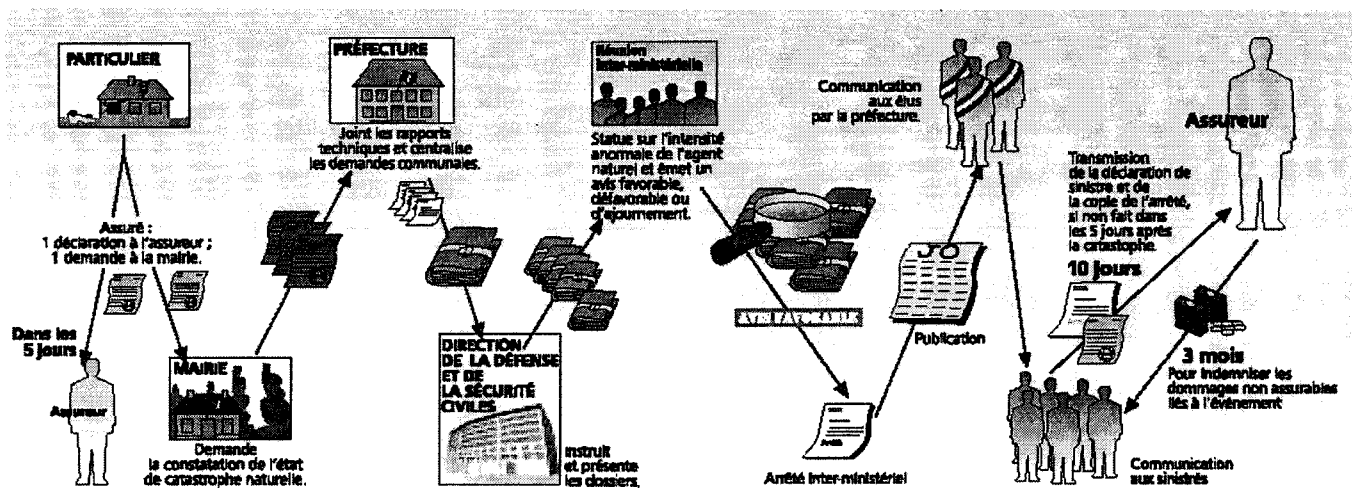 PARTICULIER
Assuré :
1 déclaration à l'assureur ;
1 demande à la mairie.
Dans les
5 jours
Assureur
MAIRIE
Demande
la constatation de l'état
de catastrophe naturelle.
PRÉFECTURE
Joint les rapports
techniques et centralise
les demandes communales.
DIRECTION
DE LA DÉFENSE
ET DE
LA SÉCURITÉ
CIVILES
Instruit
et présente
les dossiers,
Réunion
Inter-ministérielle
Statue sur l'intensité
anormale de l'agent
naturel et émet un
avis favorable,
défavorable ou
d'ejournement.
AVIS FAVORABLE
Arrêté Inter-ministériel
JO
Publication
Communication
aux élus
par la préfecture.
Communication
aux sinistrés
Transmission
de la déclaration de
sinistre et de
la copie de l'arrêté,
si non fait dans
les 5 jours après
la catastrophe.
10 jours
Assureur
3 mois
Pour indemniser les
dommages non assurables
liés à l'événement